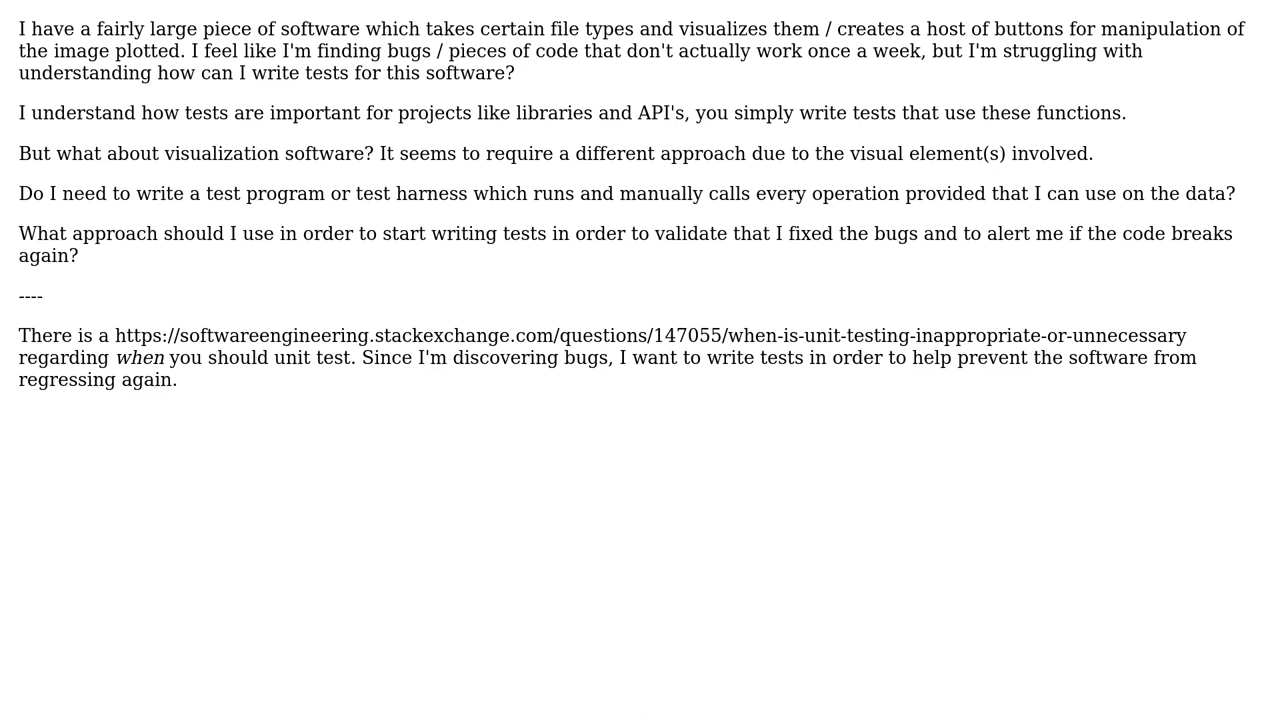 I have a fairly large piece of software which takes certain file types and visualizes them / creates a host of buttons for manipulation of
the image plotted. I feel like I'm finding bugs / pieces of code that don't actually work once a week, but I'm struggling with
understanding how can I write tests for this software?
I understand how tests are important for projects like libraries and API's, you simply write tests that use these functions.
But what about visualization software? It seems to require a different approach due to the visual element(s) involved.
Do I need to write a test program or test harness which runs and manually calls every operation provided that I can use on the data?
What approach should I use in order to start writing tests in order to validate that I fixed the bugs and to alert me if the code breaks
again?
----
There is a https://softwareengineering.stackexchange.com/questions/147055/when-is-unit-testing-inappropriate-or-unnecessary
regarding when you should unit test. Since I'm discovering bugs, I want to write tests in order to help prevent the software from
regressing again.